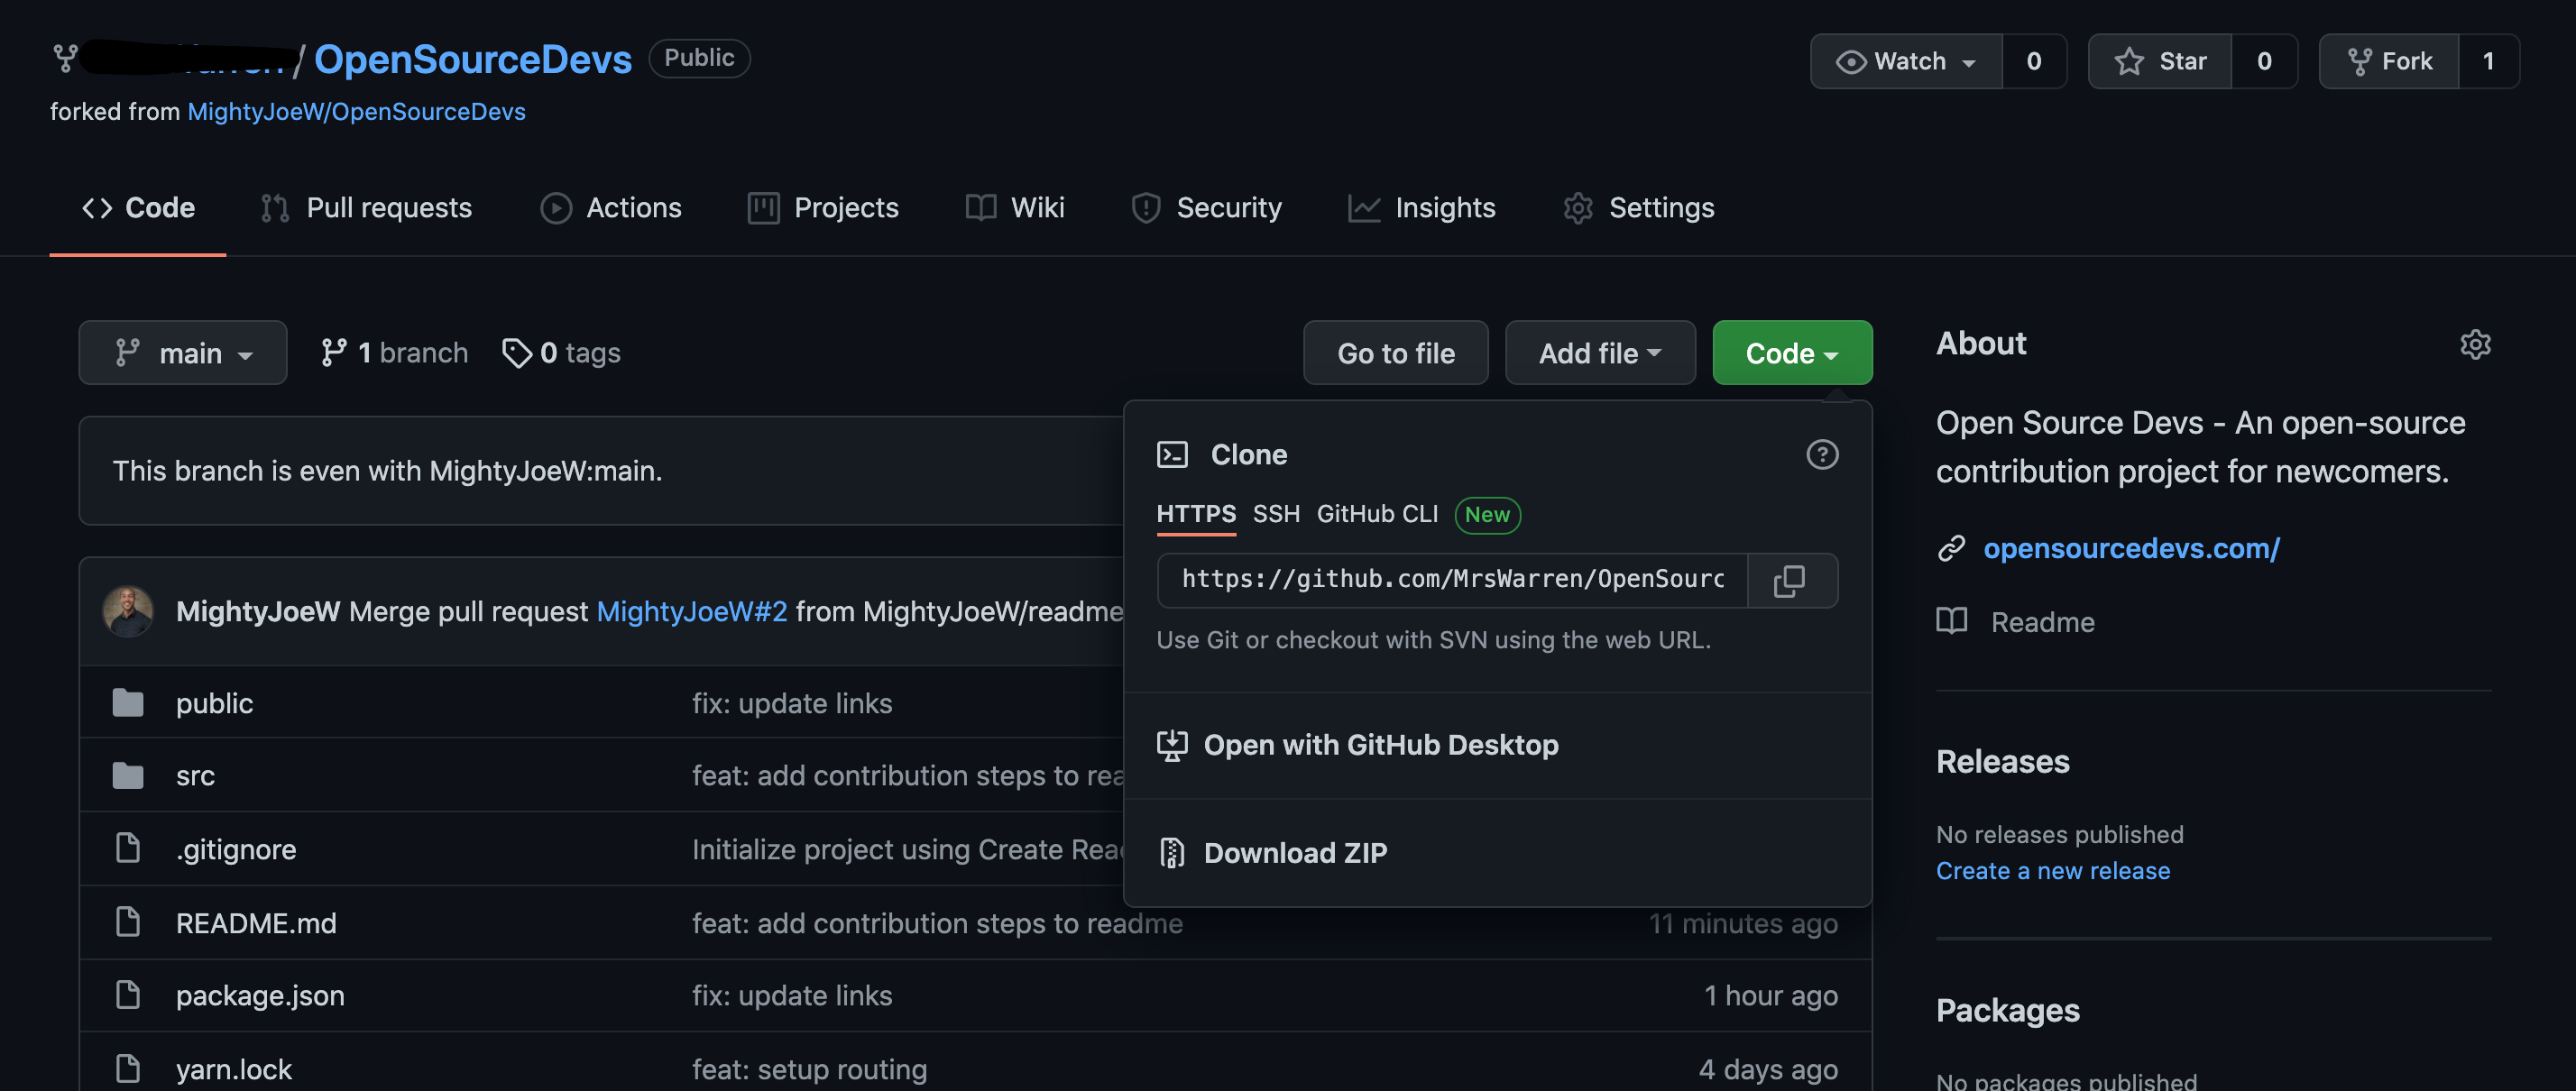 / OpenSourceDevs Public
Watch 0 Star 0 Fork 1
forked from MightyJoeW/OpenSourceDevs
Code Pull requests Actions Projects Wiki Security Insights Settings
main 1 branch 0 tags Go to file Add file Code
This branch is even with MightyJoeW:main.
MightyJoeW Merge pull request MightyJoeW#2 from MightyJoeW/readme
public fix: update links
src feat: add contribution steps to rea
.gitignore Initialize project using Create Rea
README.md feat: add contribution steps to readme 11 minutes ago
package.json fix: update links 1 hour ago
yarn.lock feat: setup routing 4 days ago
Clone
HTTPS SSH GitHub CLI New
https://github.com/MrsWarren/OpenSourc
Use Git or checkout with SVN using the web URL.
Open with GitHub Desktop
Download ZIP
About
Open Source Devs - An open-source
contribution project for newcomers.
opensourcedevs.com/
Readme
Releases
No releases published
Create a new release
Packages
No packages published